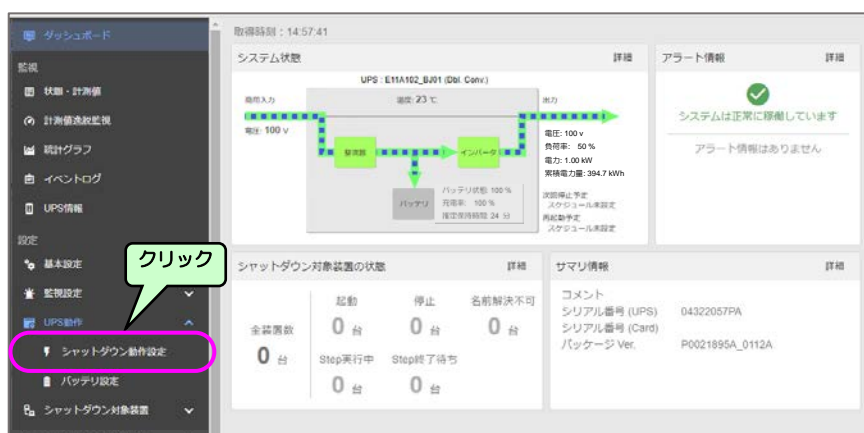 ダッシュボード
監視
状態・計測値
計測値逸脱監視
統計グラフ
イベントログ
UPS情報
設定
基本設定
監視設定
UPS動作
シャットダウン動作設定
バッテリ設定
シャットダウン対象装置
クリック
取得時刻 : 14:57:41
システム状態
詳細
UPS : E11A102_BJ01 (Dbl. Conv.)
商用入力
温度: 23 ℃
出力
電圧: 100 v
整流器
インバータ
バッテリ
バッテリ状態: 100 %
充電率: 100 %
推定保持時間: 24 分
電圧: 100 v
負荷率: 50 %
電力: 1.00 kW
累積電力量: 394.7 kWh
次回停止予定
スケジュール未設定
再起動予定
スケジュール未設定
アラート情報
詳細
システムは正常に稼働しています
アラート情報はありません
シャットダウン対象装置の状態
詳細
全装置数
0 台
起動
停止
名前解決不可
0 台
0 台
0 台
Step実行中
Step終了待ち
0 台
0 台
サマリ情報
詳細
コメント
シリアル番号 (UPS) 04322057PA
シリアル番号 (Card)
パッケージ Ver. P0021895A_0112A